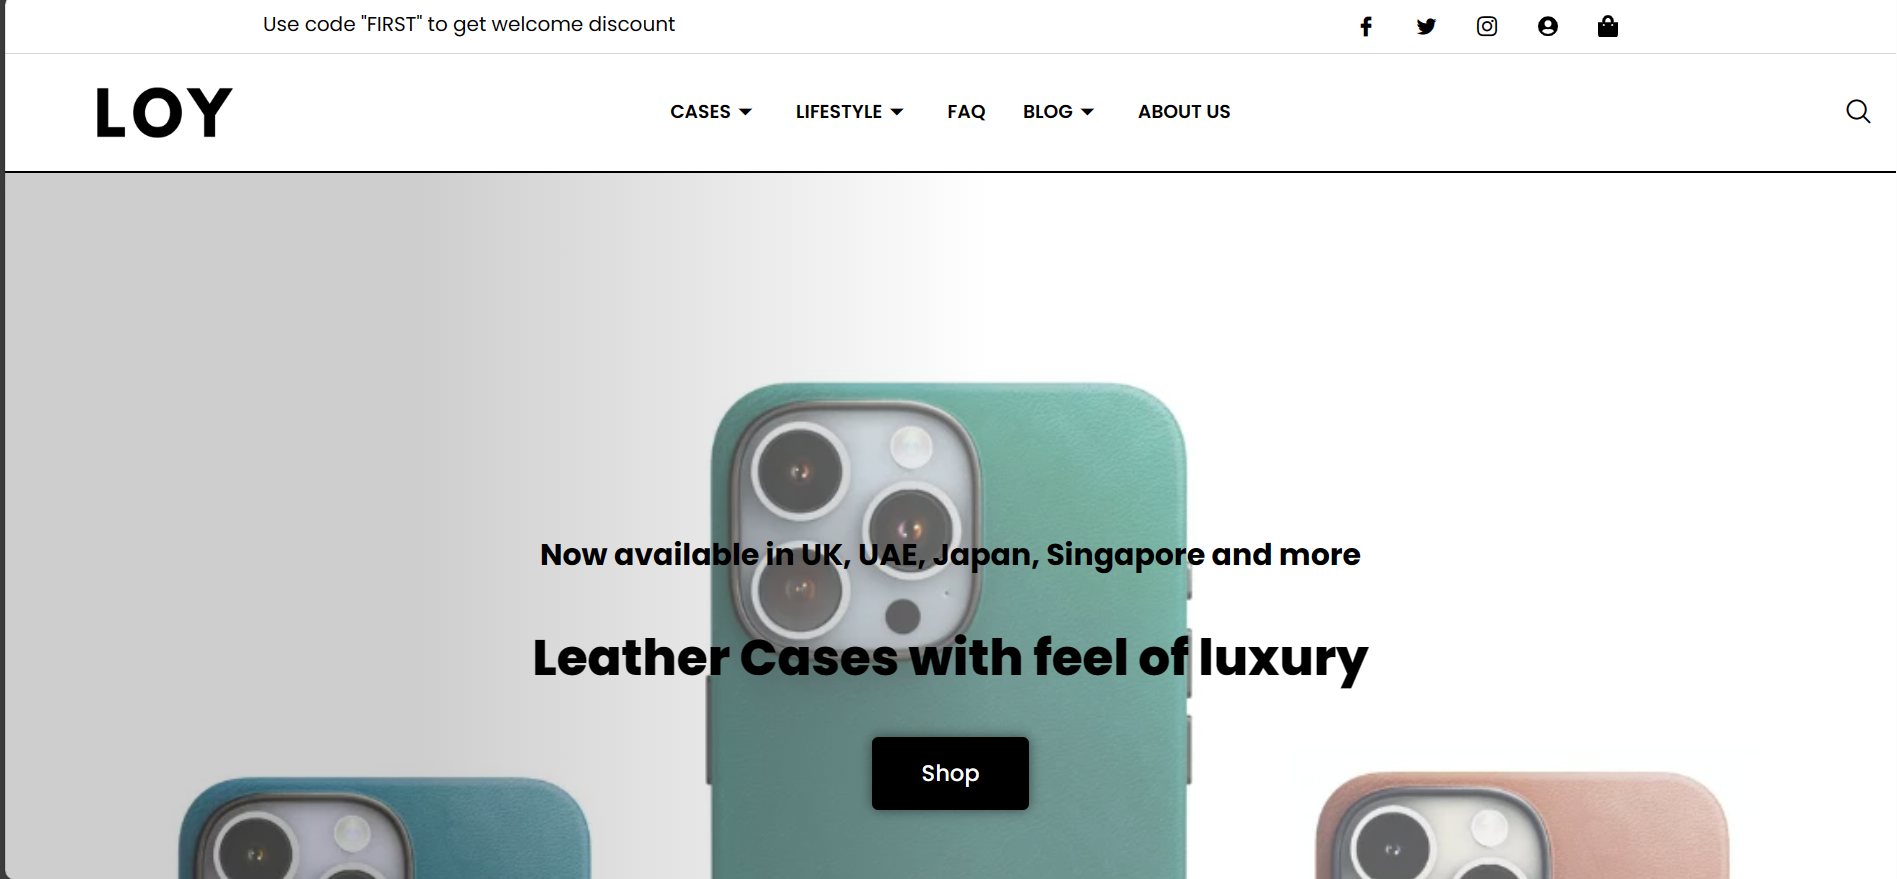 Use code "FIRST" to get welcome discount
LOY
CASES
LIFESTYLE
FAQ
BLOG
ABOUT US
Now available in UK, UAE, Japan, Singapore and more
Leather Cases with feel of luxury
Shop